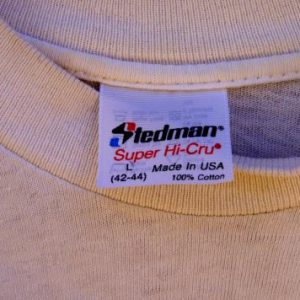 Stedman®
Super Hi-Cru®
L Made In USA
(42-44) 100% Cotton